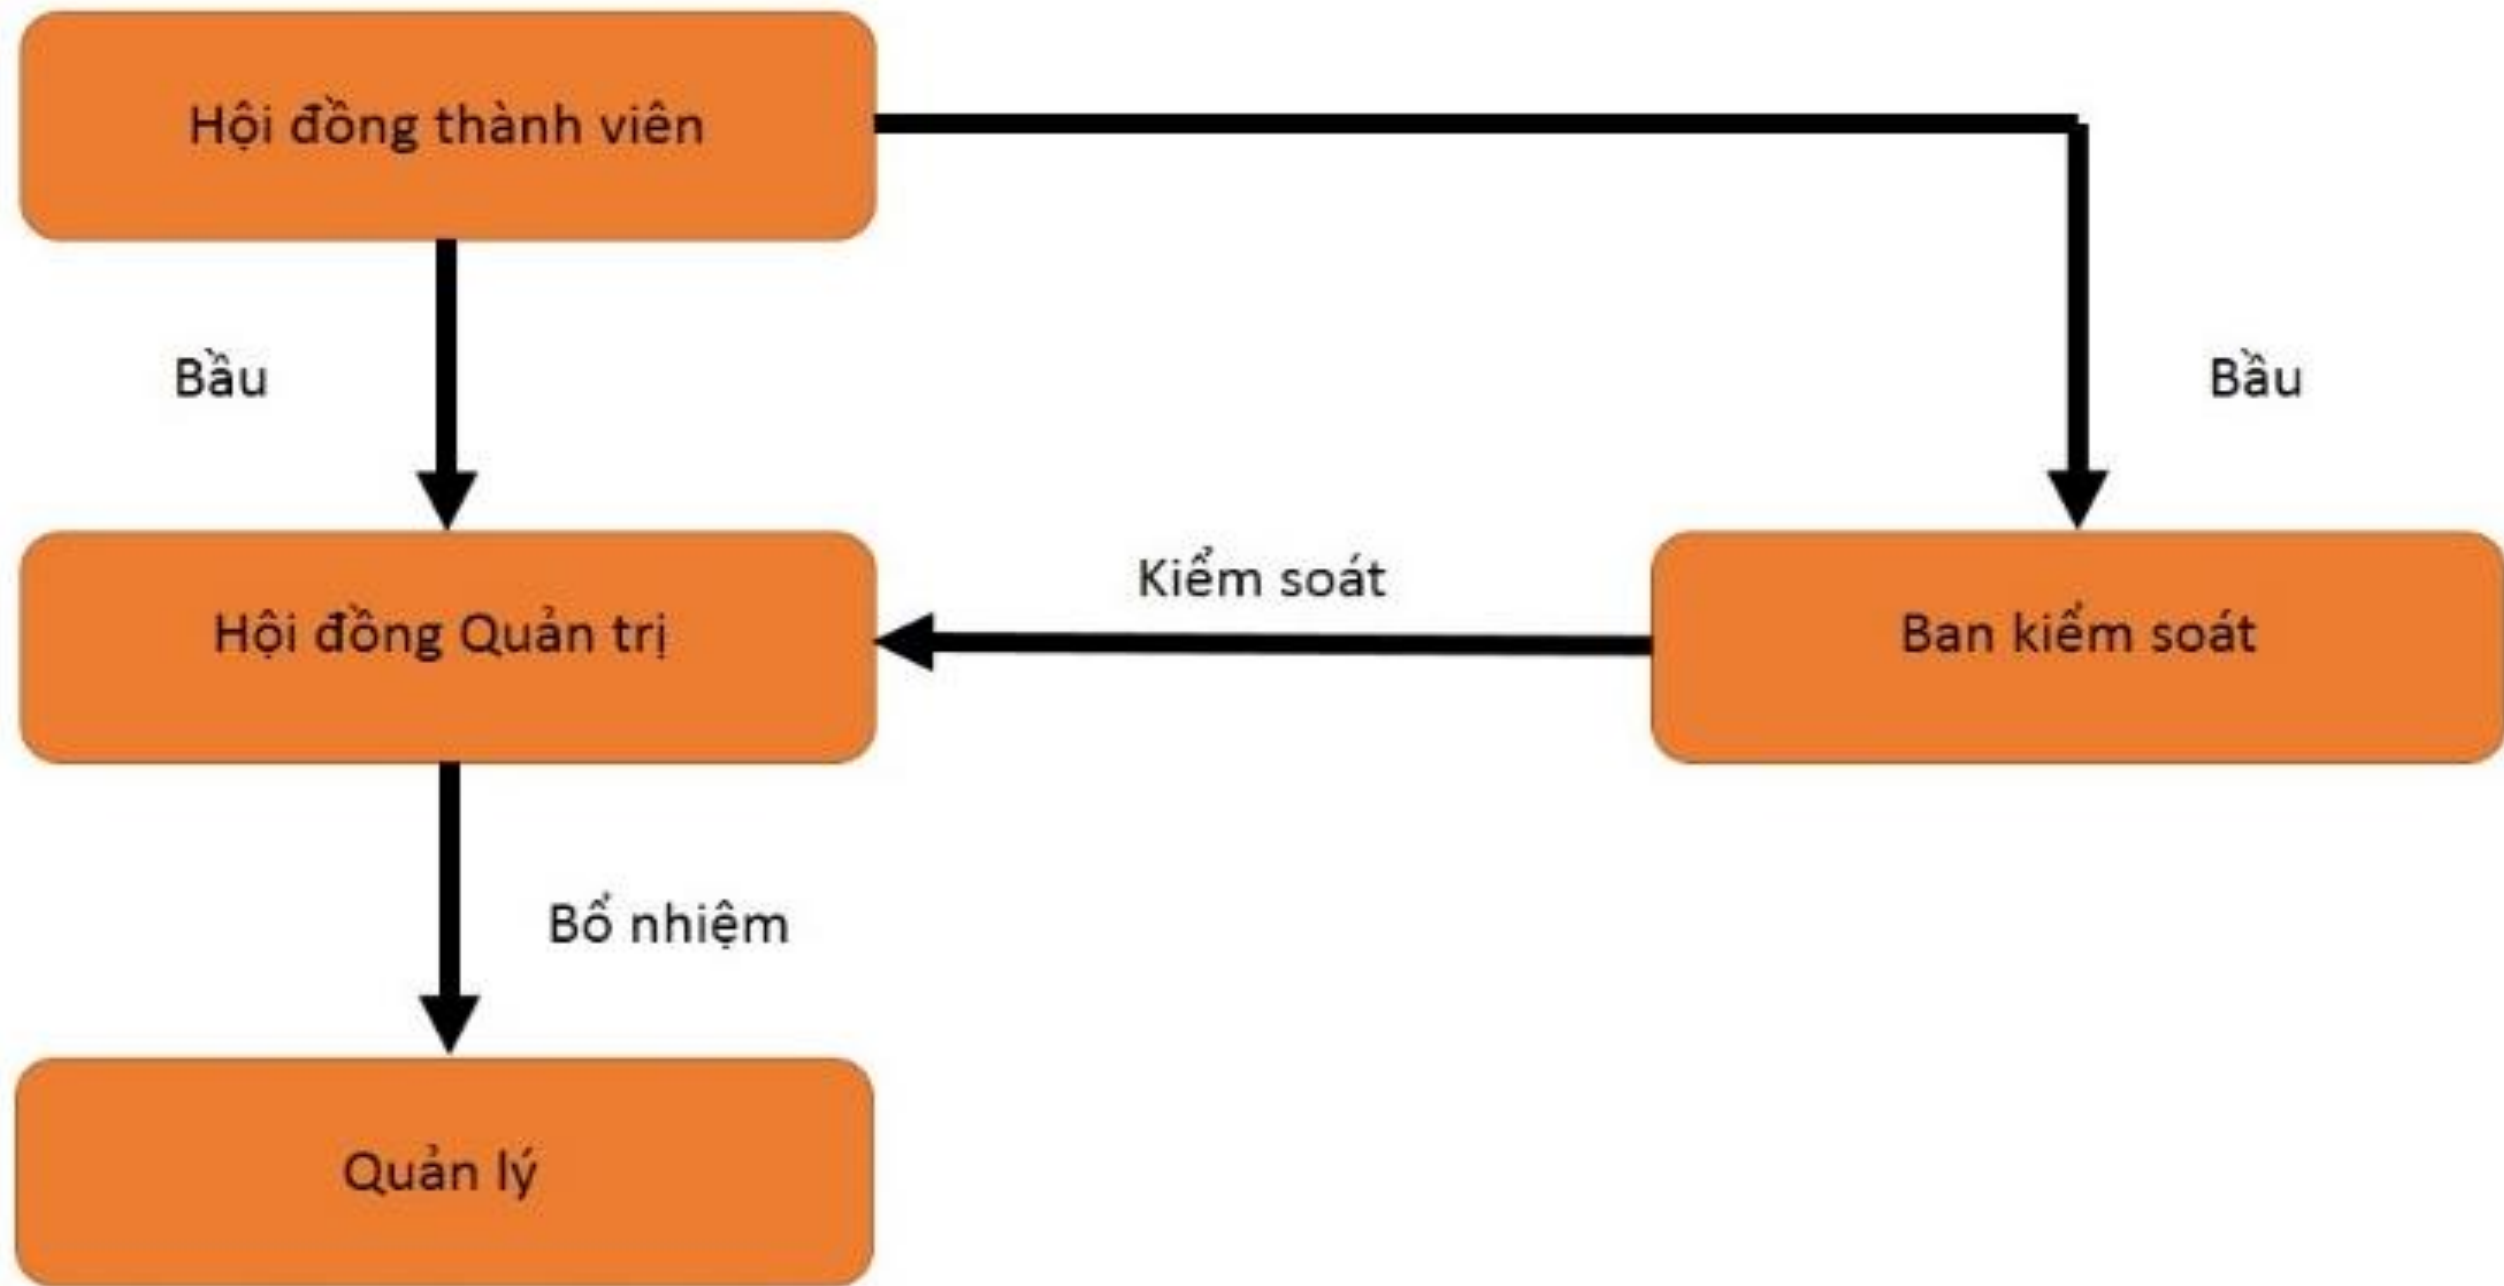 Hội đồng thành viên
Bầu
Bầu
Kiểm soát
Hội đồng Quản trị
Ban kiểm soát
Bổ nhiệm
Quản lý